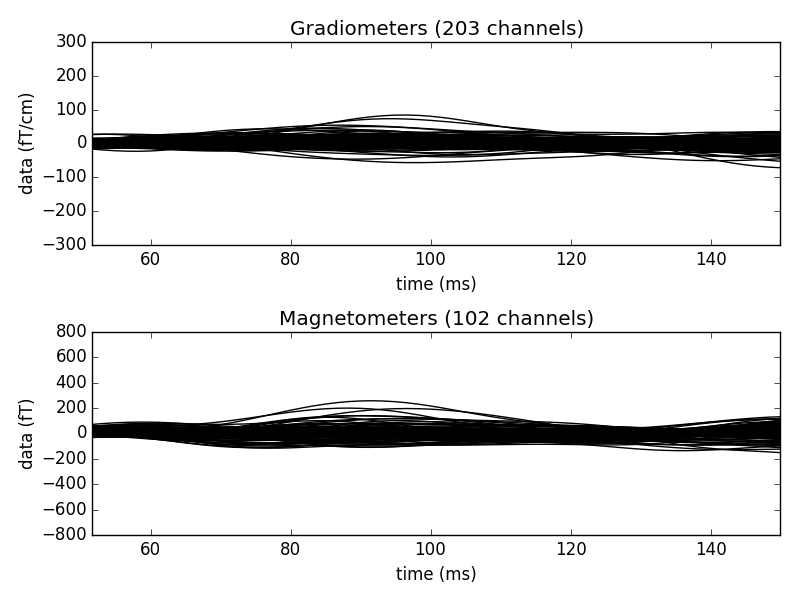 Gradiometers (203 channels)
300
200
100
0
−100
−200
−300
data (fT/cm)
60 80 100 120 140
time (ms)
Magnetometers (102 channels)
800
600
400
200
0
−200
−400
−600
−800
data (fT)
60 80 100 120 140
time (ms)